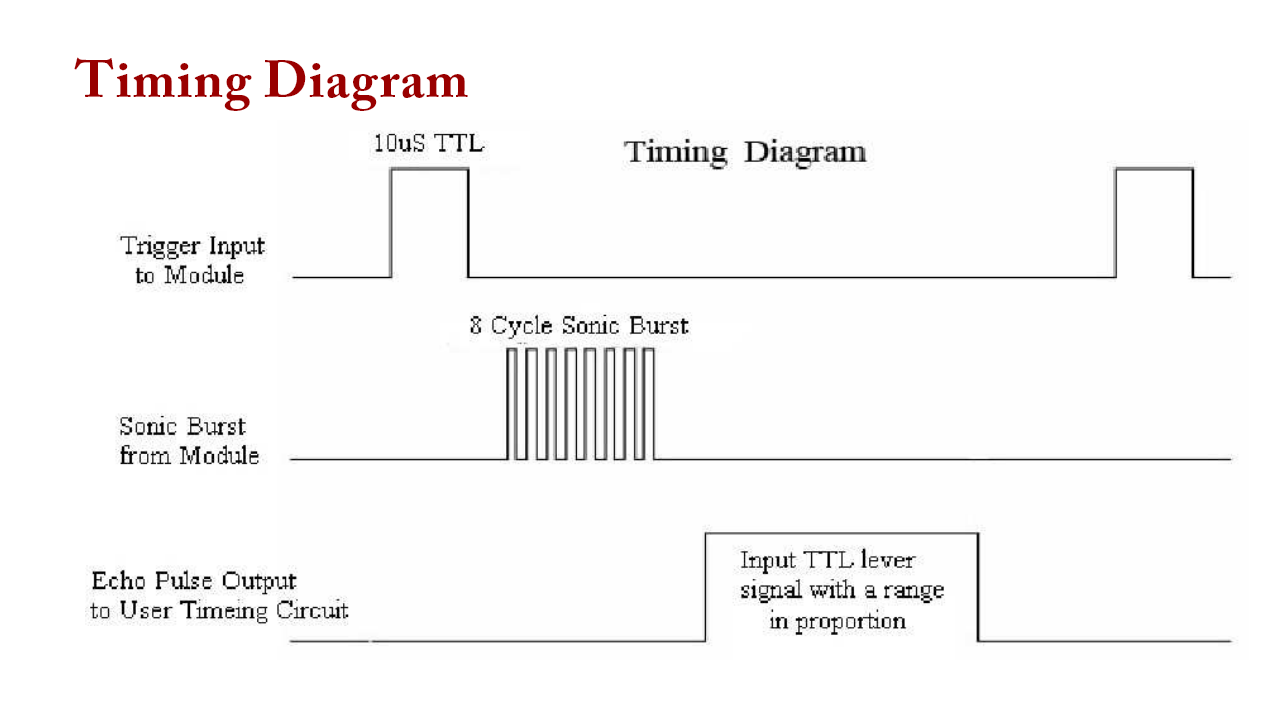 Timing Diagram
10uS TTL
Timing Diagram
Trigger Input
to Module
8 Cycle Sonic Burst
Sonic Burst
from Module
Input TTL lever
signal with a range
in proportion
Echo Pulse Output
to User Timeing Circuit